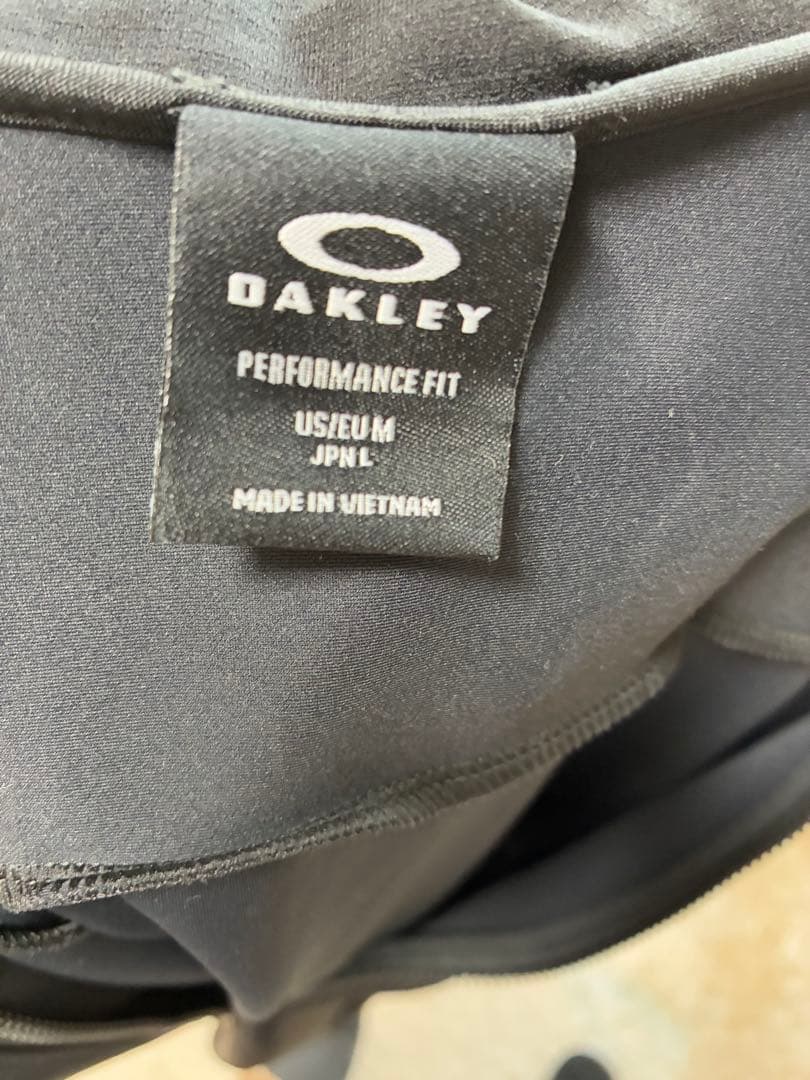 OAKLEY
PERFORMANCE FIT
US/EU M
JPN L
MADE IN VIETNAM